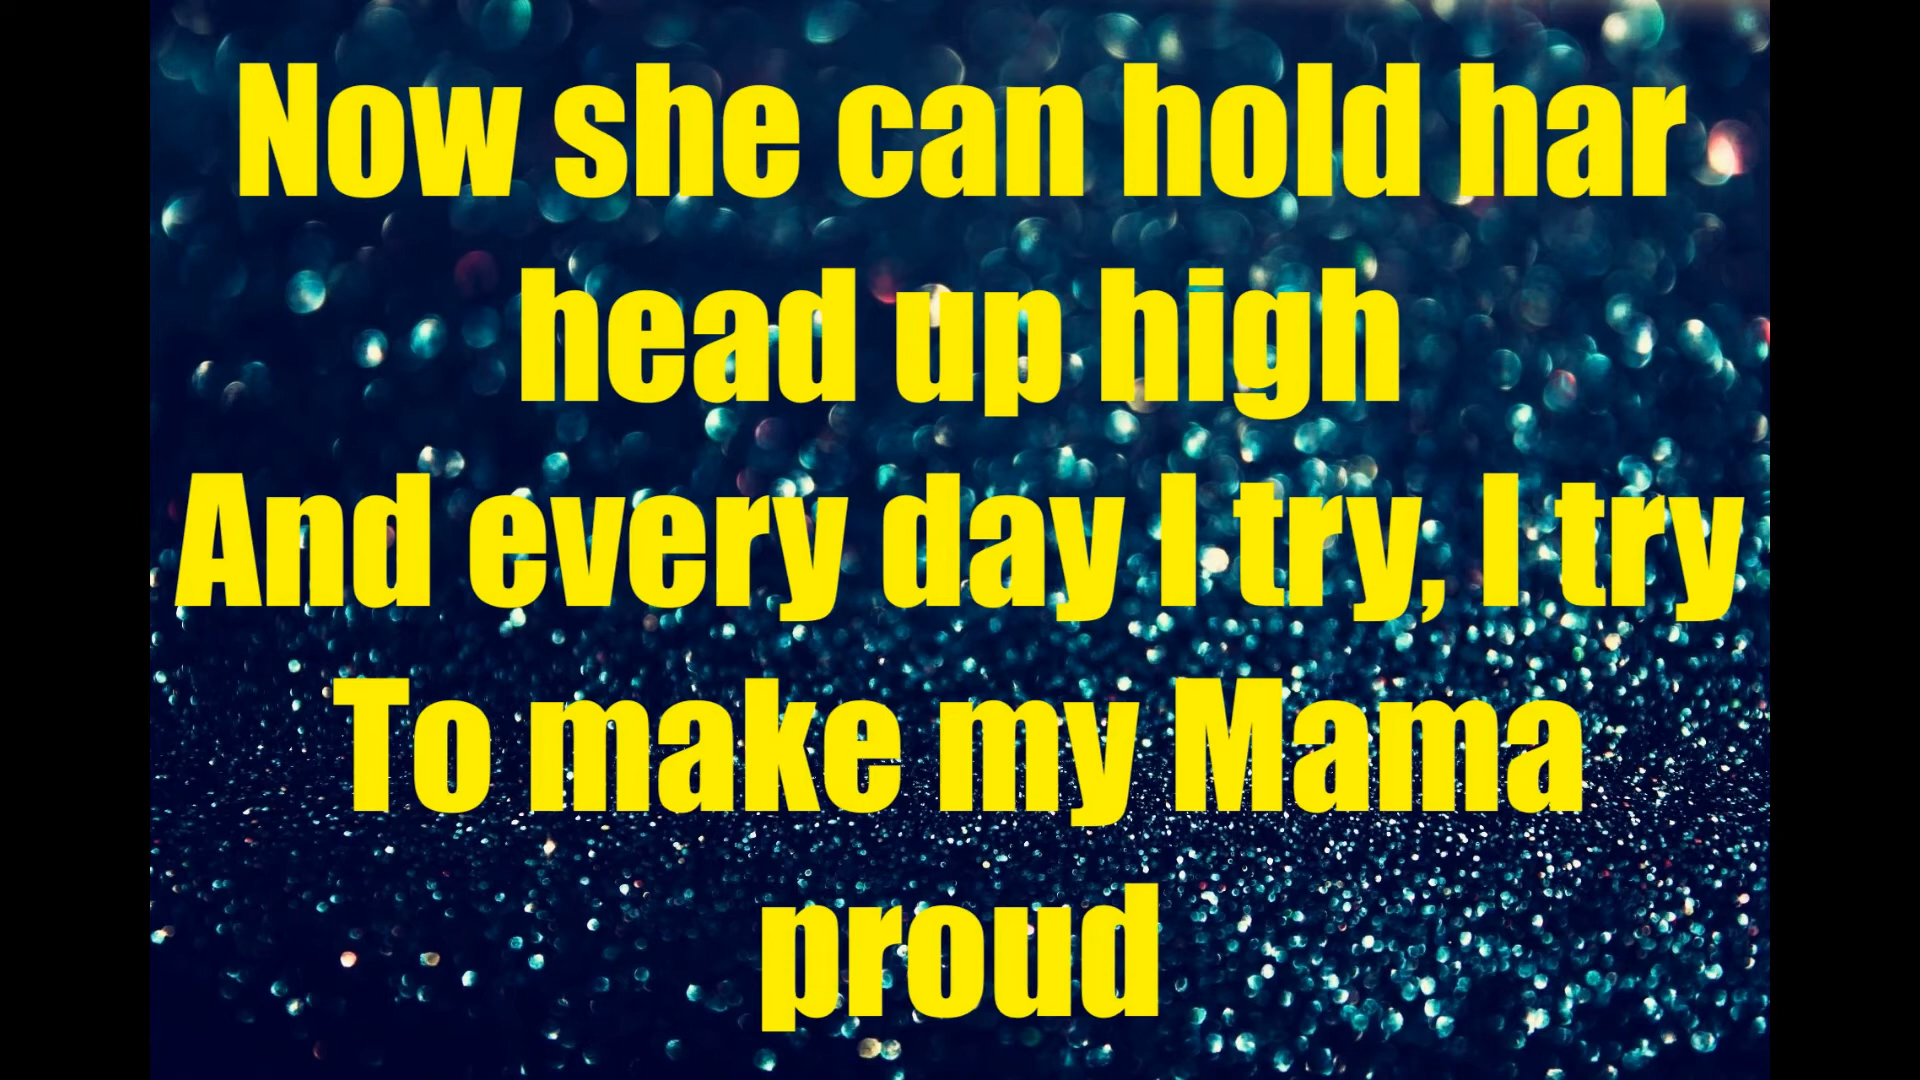 Now she can hold har
head up high
And every day I try, I try
To make my Mama
proud